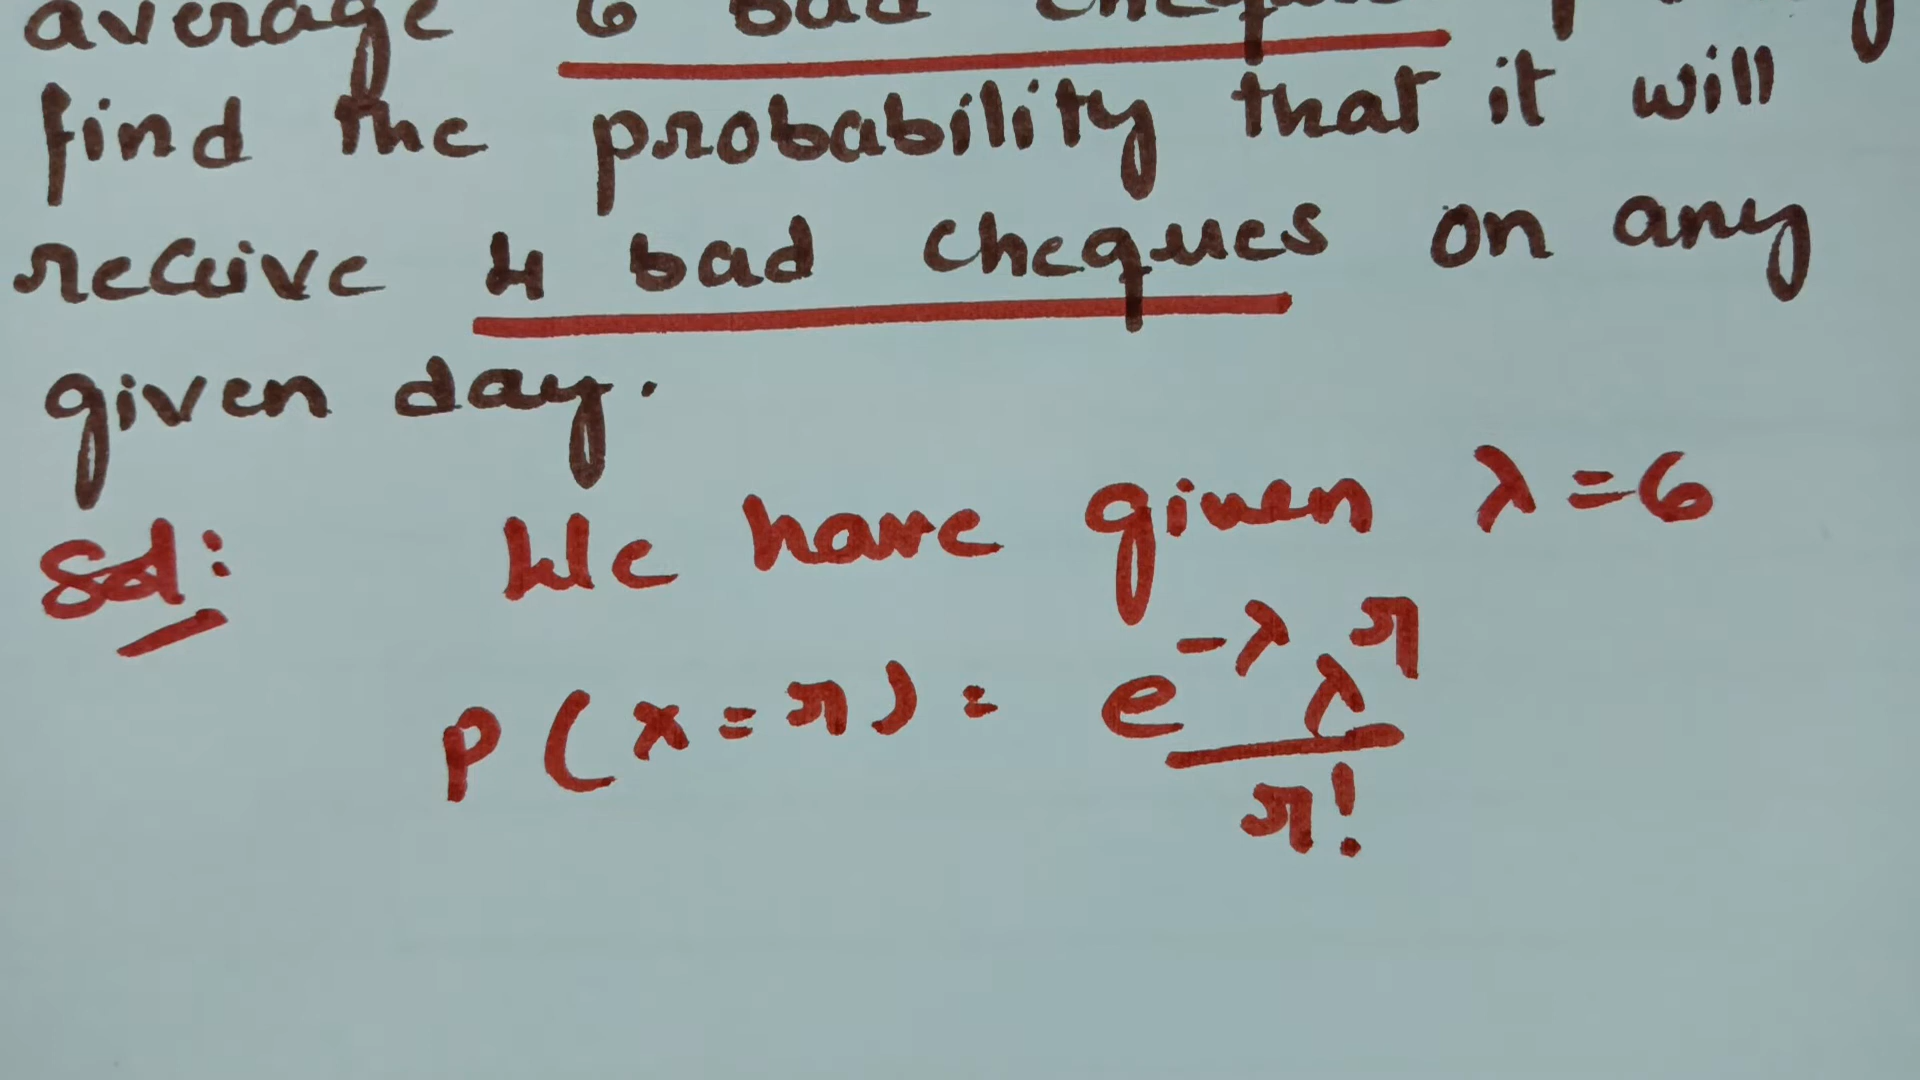 average 6 bad cheques
find the probability that it will
receive 4 bad cheques on any
given day.
Sol: We have given λ=6
P(x=r) = e^{-λ} λ^r / r!